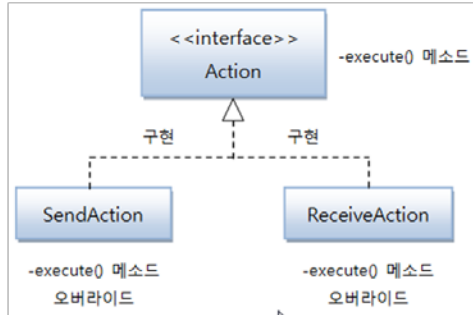 <<interface>>
Action
-execute() 메소드
구현
구현
SendAction
ReceiveAction
-execute() 메소드
오버라이드
-execute() 메소드
오버라이드